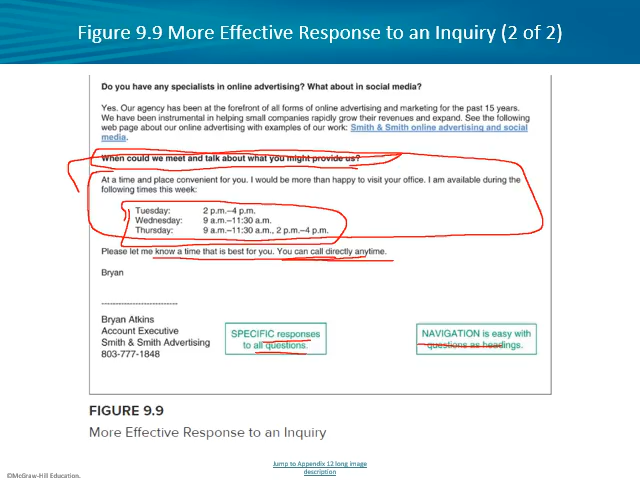 Figure 9.9 More Effective Response to an Inquiry (2 of 2)
Do you have any specialists in online advertising? What about in social media?
Yes. Our agency has been at the forefront of all forms of online advertising and marketing for the past 15 years.
We have been instrumental in helping small companies rapidly grow their revenues and expand. See the following
web page about our online advertising with examples of our work: Smith & Smith online advertising and social
media.
When could we meet and talk about what you might provide us?
At a time and place convenient for you. I would be more than happy to visit your office. I am available during the
following times this week:
Tuesday: 2 p.m.–4 p.m.
Wednesday: 9 a.m.–11:30 a.m.
Thursday: 9 a.m.–11:30 a.m., 2 p.m.–4 p.m.
Please let me know a time that is best for you. You can call directly anytime.
Bryan
----------------------------
Bryan Atkins
Account Executive
Smith & Smith Advertising
803-777-1848
SPECIFIC responses
to all questions.
NAVIGATION is easy with
questions as headings.
FIGURE 9.9
More Effective Response to an Inquiry
Jump to Appendix 12 long image
description
©McGraw-Hill Education.